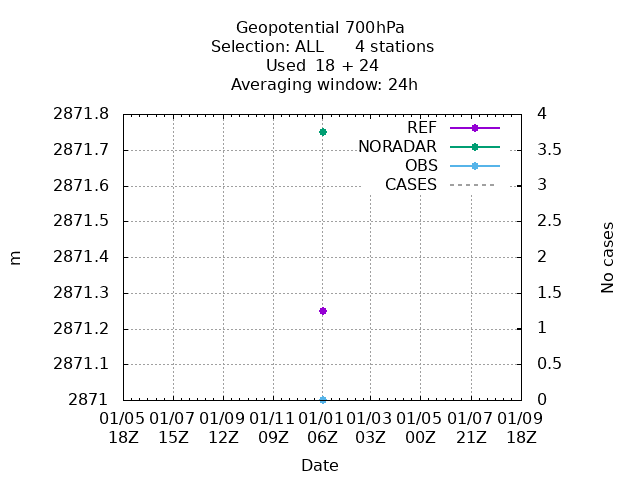 Geopotential 700hPa
Selection: ALL      4 stations
Used  18 + 24
Averaging window: 24h
2871.8
2871.7
2871.6
2871.5
2871.4
2871.3
2871.2
2871.1
2871
m
REF
NORADAR
OBS
CASES
4
3.5
3
2.5
2
1.5
1
0.5
0
No cases
01/05 01/07 01/09 01/11 01/01 01/03 01/05 01/07 01/09
18Z 15Z 12Z 09Z 06Z 03Z 00Z 21Z 18Z
Date